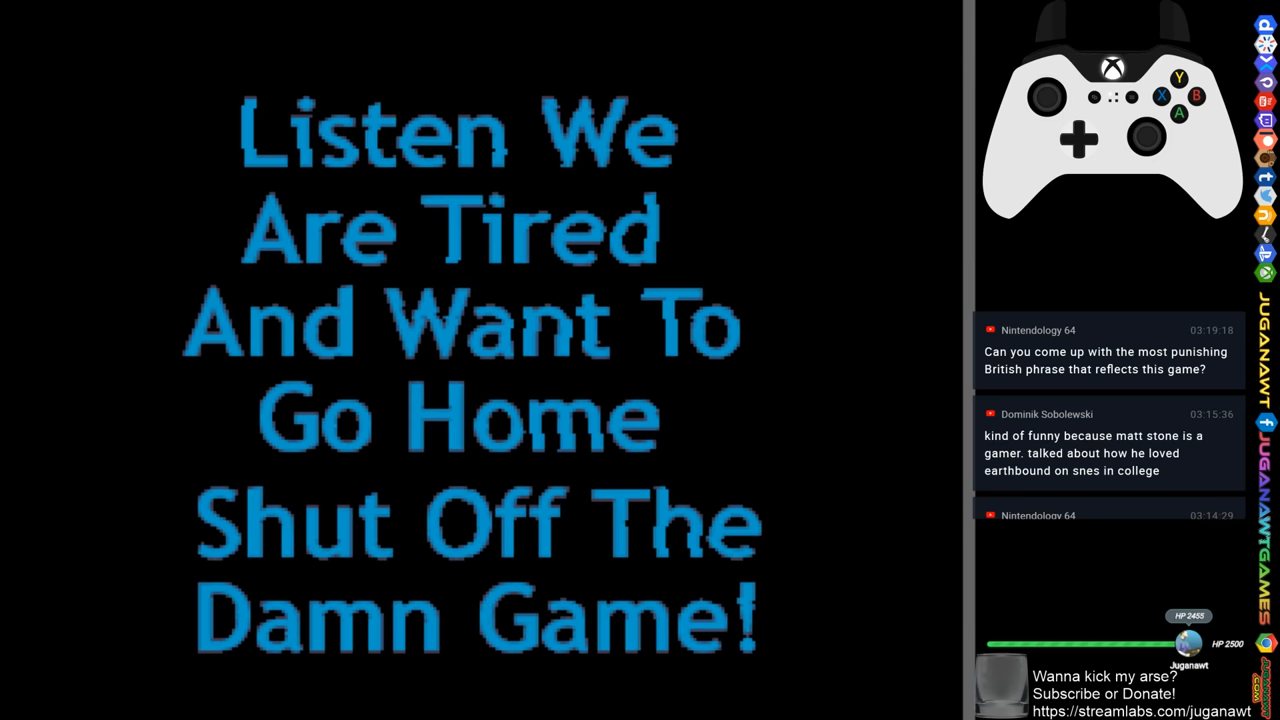 Listen We
Are Tired
And Want To
Go Home
Shut Off The
Damn Game!
Y
X
B
A
Nintendology 64
03:19:18
Can you come up with the most punishing
British phrase that reflects this game?
Dominik Sobolewski
03:15:36
kind of funny because matt stone is a
gamer. talked about how he loved
earthbound on snes in college
Nintendology 64
03:14:29
HP 2455
HP 2500
Juganawt
Wanna kick my arse?
Subscribe or Donate!
https://streamlabs.com/juganawt
JUGANAWT
JUGANAWTGAMES
JUGANAWT
.COM